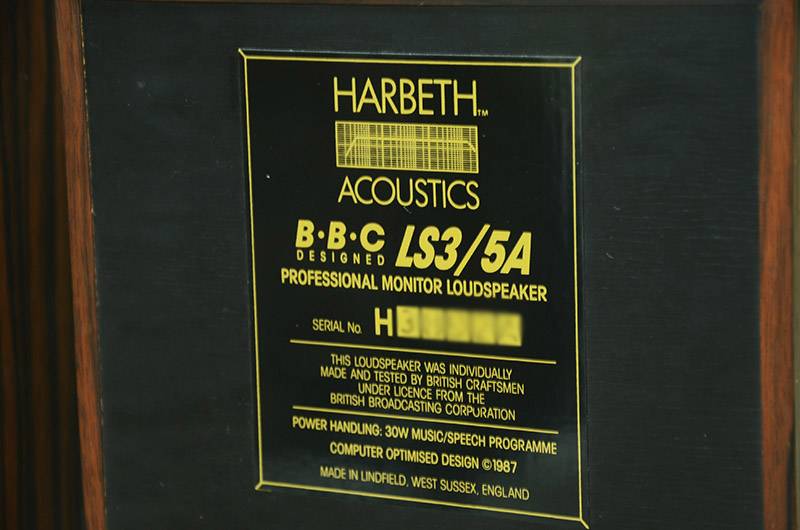 HARBETH™
ACOUSTICS
B·B·C LS3/5A
DESIGNED
PROFESSIONAL MONITOR LOUDSPEAKER
SERIAL No. H
THIS LOUDSPEAKER WAS INDIVIDUALLY
MADE AND TESTED BY BRITISH CRAFTSMEN
UNDER LICENCE FROM THE
BRITISH BROADCASTING CORPORATION
POWER HANDLING: 30W MUSIC/SPEECH PROGRAMME
COMPUTER OPTIMISED DESIGN ©1987
MADE IN LINDFIELD, WEST SUSSEX, ENGLAND